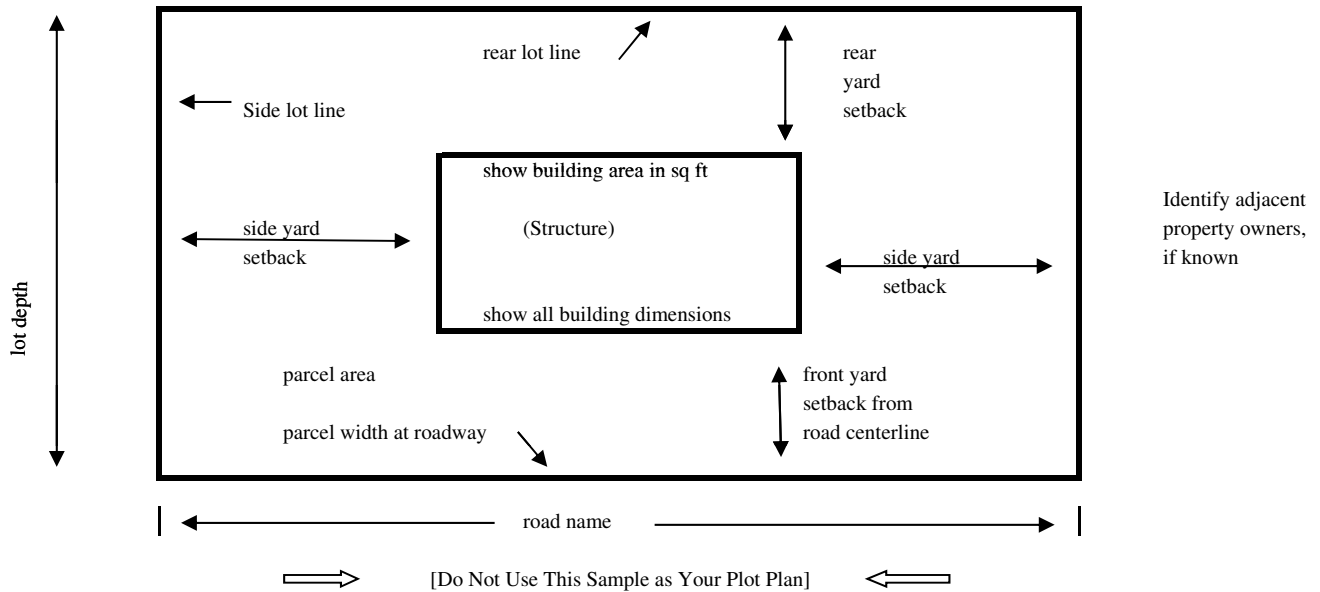 rear lot line
rear
yard
setback
Side lot line
show building area in sq ft
(Structure)
show all building dimensions
side yard
setback
side yard
setback
Identify adjacent
property owners,
if known
lot depth
parcel area
parcel width at roadway
front yard
setback from
road centerline
road name
[Do Not Use This Sample as Your Plot Plan]